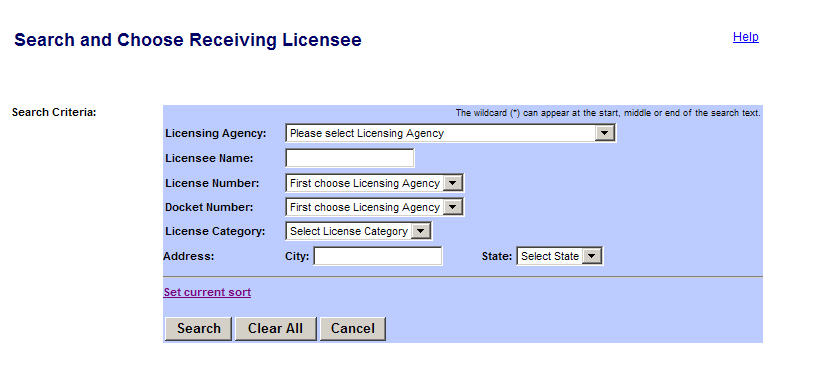 Search and Choose Receiving Licensee
Help
Search Criteria:
The wildcard (*) can appear at the start, middle or end of the search text.
Licensing Agency: Please select Licensing Agency
Licensee Name:
License Number: First choose Licensing Agency
Docket Number: First choose Licensing Agency
License Category: Select License Category
Address: City: State: Select State
Set current sort
Search Clear All Cancel